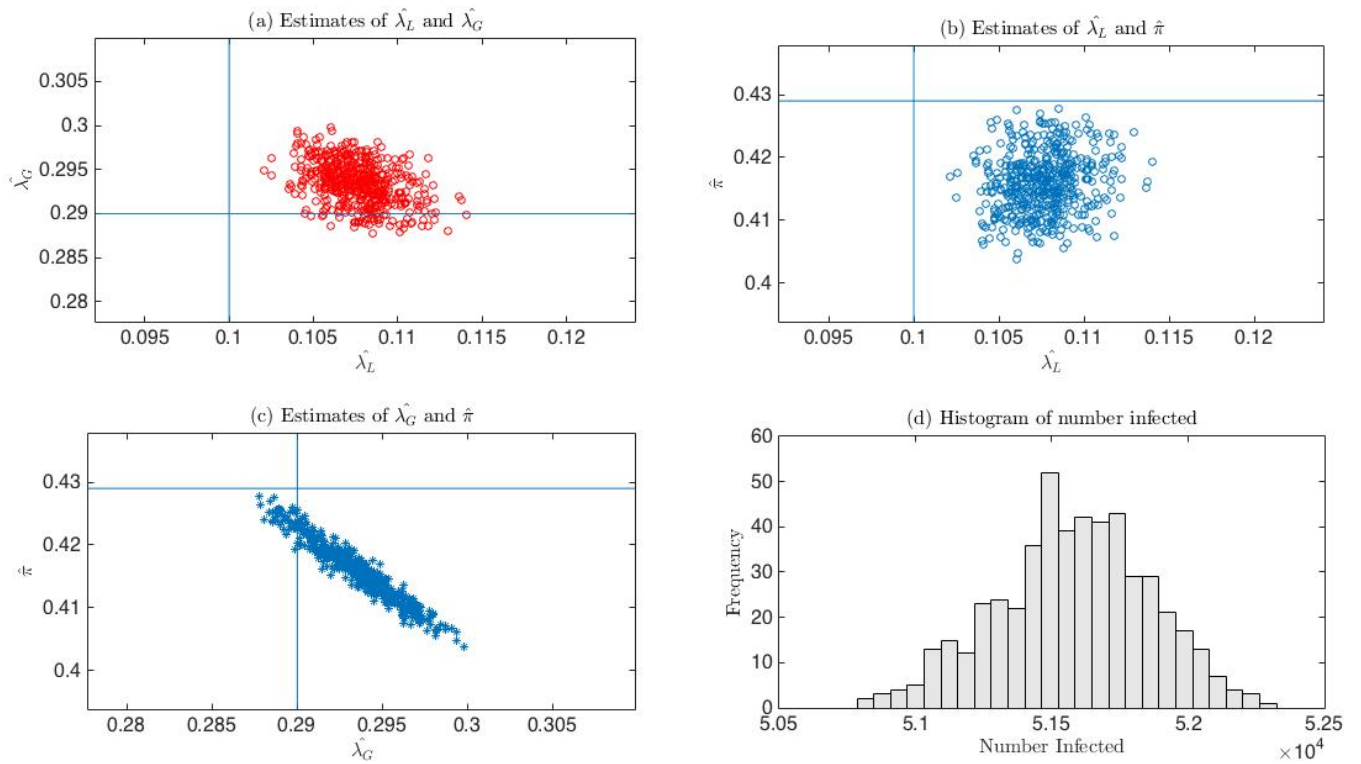 (a) Estimates of λ̂_L and λ̂_G
0.305
0.3
0.295
0.29
0.285
0.28
λ̂_G
0.095 0.1 0.105 0.11 0.115 0.12
λ̂_L
(b) Estimates of λ̂_L and π̂
0.43
0.42
0.41
0.4
π̂
0.095 0.1 0.105 0.11 0.115 0.12
λ̂_L
(c) Estimates of λ̂_G and π̂
0.43
0.42
0.41
0.4
π̂
0.28 0.285 0.29 0.295 0.3 0.305
λ̂_G
(d) Histogram of number infected
60
50
40
30
20
10
0
Frequency
5.05 5.1 5.15 5.2 5.25
Number Infected
×10⁴